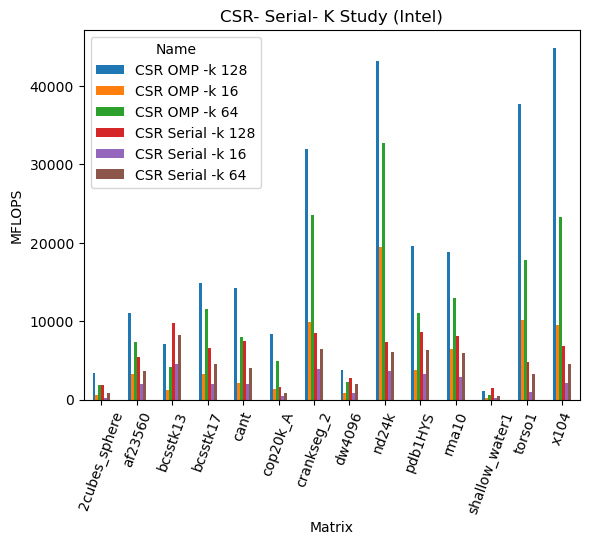 CSR- Serial- K Study (Intel)
Name
CSR OMP -k 128
CSR OMP -k 16
CSR OMP -k 64
CSR Serial -k 128
CSR Serial -k 16
CSR Serial -k 64
MFLOPS
40000
30000
20000
10000
0
2cubes_sphere
af23560
bcsstk13
bcsstk17
cant
cop20k_A
crankseg_2
dw4096
nd24k
pdb1HYS
rma10
shallow_water1
torso1
x104
Matrix